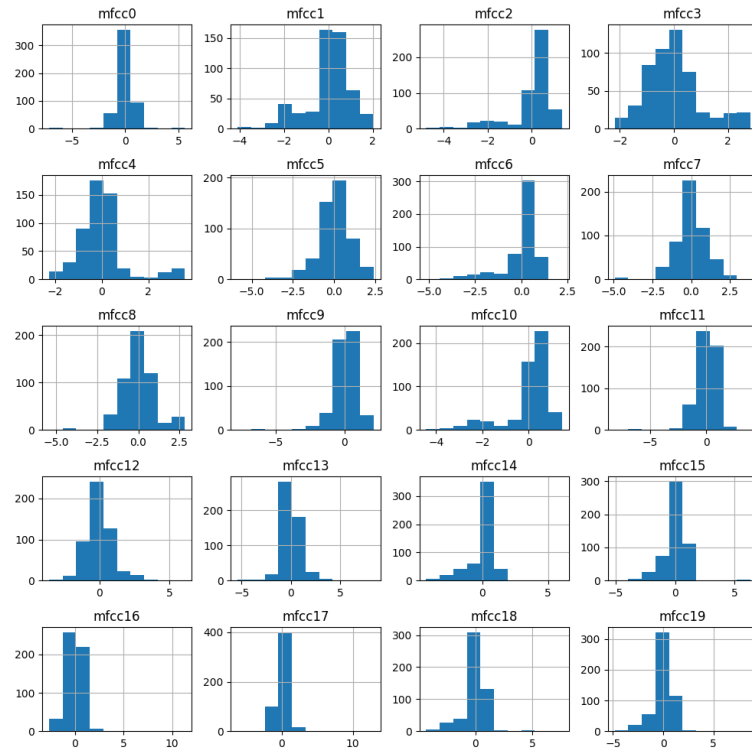 mfcc0 mfcc1 mfcc2 mfcc3
300 200 100 0
150 100 50 0
200 100 0
100 50 0
−5 0 5
−4 −2 0 2
−4 −2 0
−2 0 2
mfcc4 mfcc5 mfcc6 mfcc7
150 100 50 0
200 100 0
300 200 100 0
200 100 0
−2 0 2
−5.0 −2.5 0.0 2.5
−5.0 −2.5 0.0 2.5
−5.0 −2.5 0.0 2.5
mfcc8 mfcc9 mfcc10 mfcc11
200 100 0
200 100 0
200 100 0
200 100 0
−5.0 −2.5 0.0 2.5
−5 0
−4 −2 0
−5 0
mfcc12 mfcc13 mfcc14 mfcc15
200 100 0
200 100 0
300 200 100 0
300 200 100 0
0 5
−5 0 5
0 5
−5 0 5
mfcc16 mfcc17 mfcc18 mfcc19
200 100 0
400 200 0
300 200 100 0
300 200 100 0
0 5 10
0 10
0 5
−5 0 5